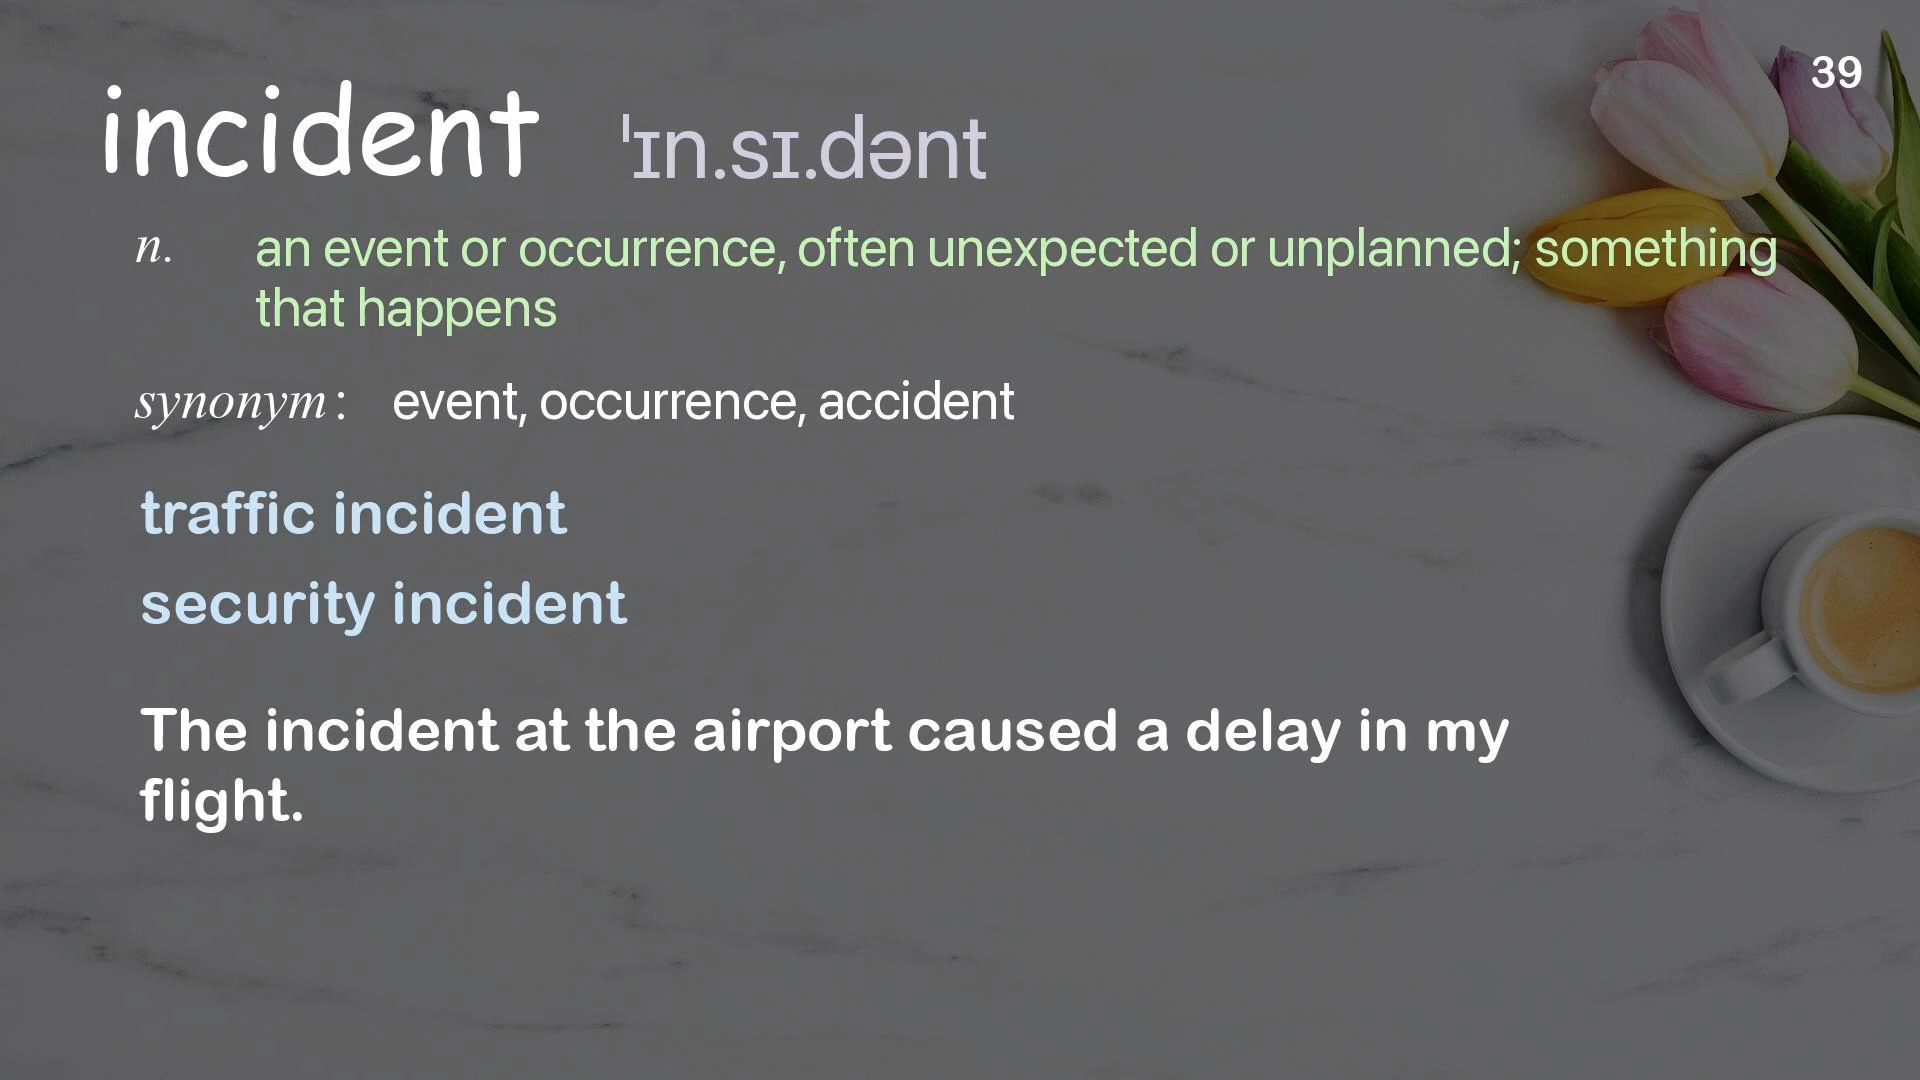 39
incident ˈɪn.sɪ.dənt
n. an event or occurrence, often unexpected or unplanned; something
that happens
synonym : event, occurrence, accident
traffic incident
security incident
The incident at the airport caused a delay in my
flight.